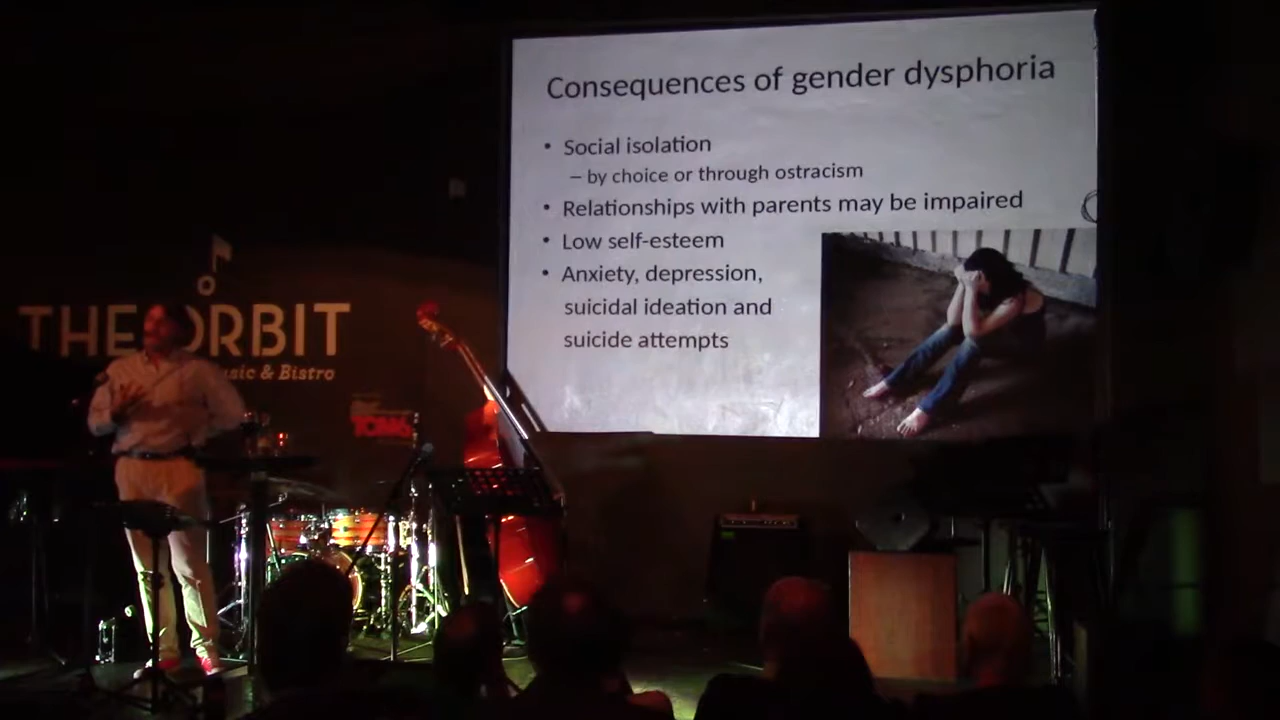 Consequences of gender dysphoria
• Social isolation
– by choice or through ostracism
• Relationships with parents may be impaired
• Low self-esteem
• Anxiety, depression,
suicidal ideation and
suicide attempts
THE ORBIT
& Bistro